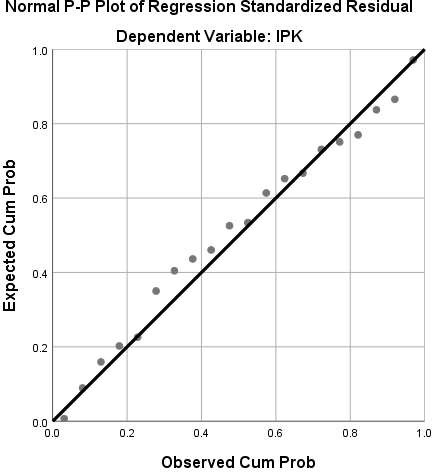 Normal P-P Plot of Regression Standardized Residual
Dependent Variable: IPK
1.0
0.8
0.6
0.4
0.2
0.0
Expected Cum Prob
0.0 0.2 0.4 0.6 0.8 1.0
Observed Cum Prob